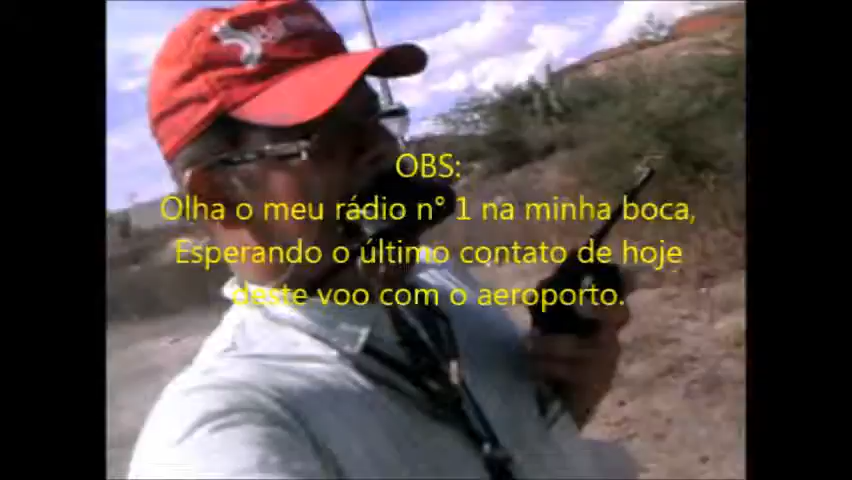 OBS:
Olha o meu rádio n° 1 na minha boca,
Esperando o último contato de hoje
deste voo com o aeroporto.